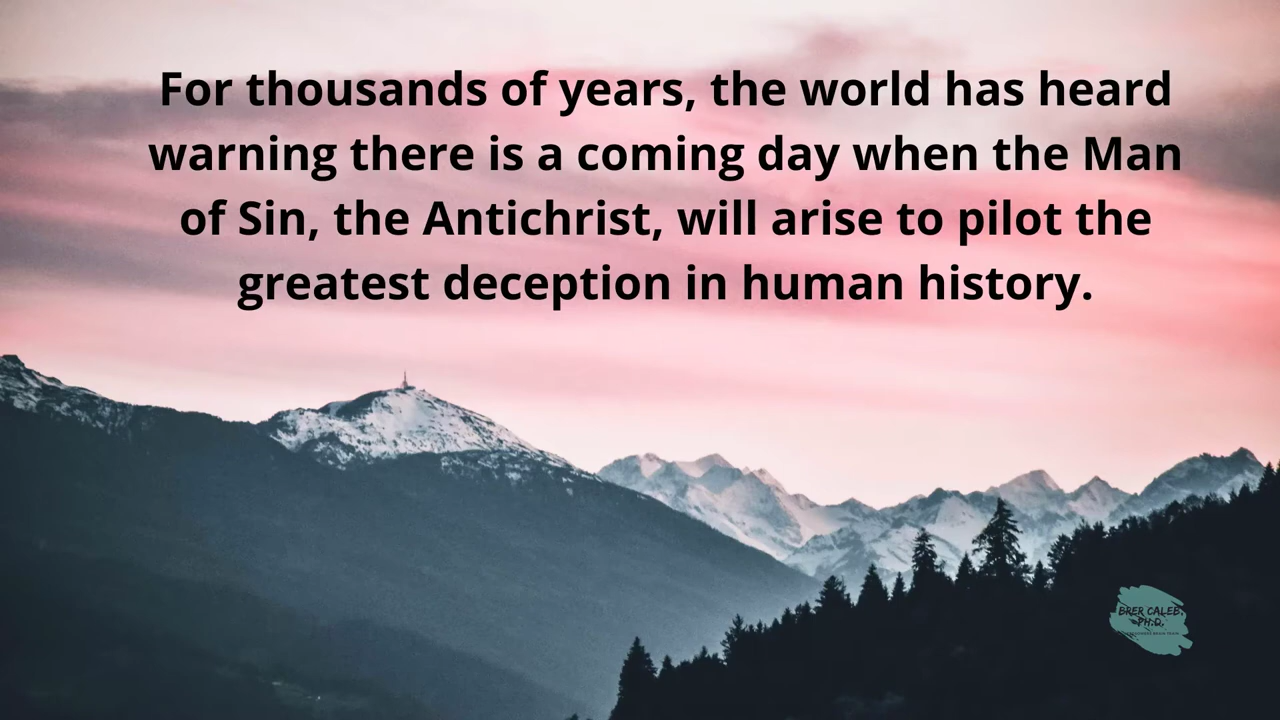 For thousands of years, the world has heard
warning there is a coming day when the Man
of Sin, the Antichrist, will arise to pilot the
greatest deception in human history.
BRER CALEB,
PH.D.